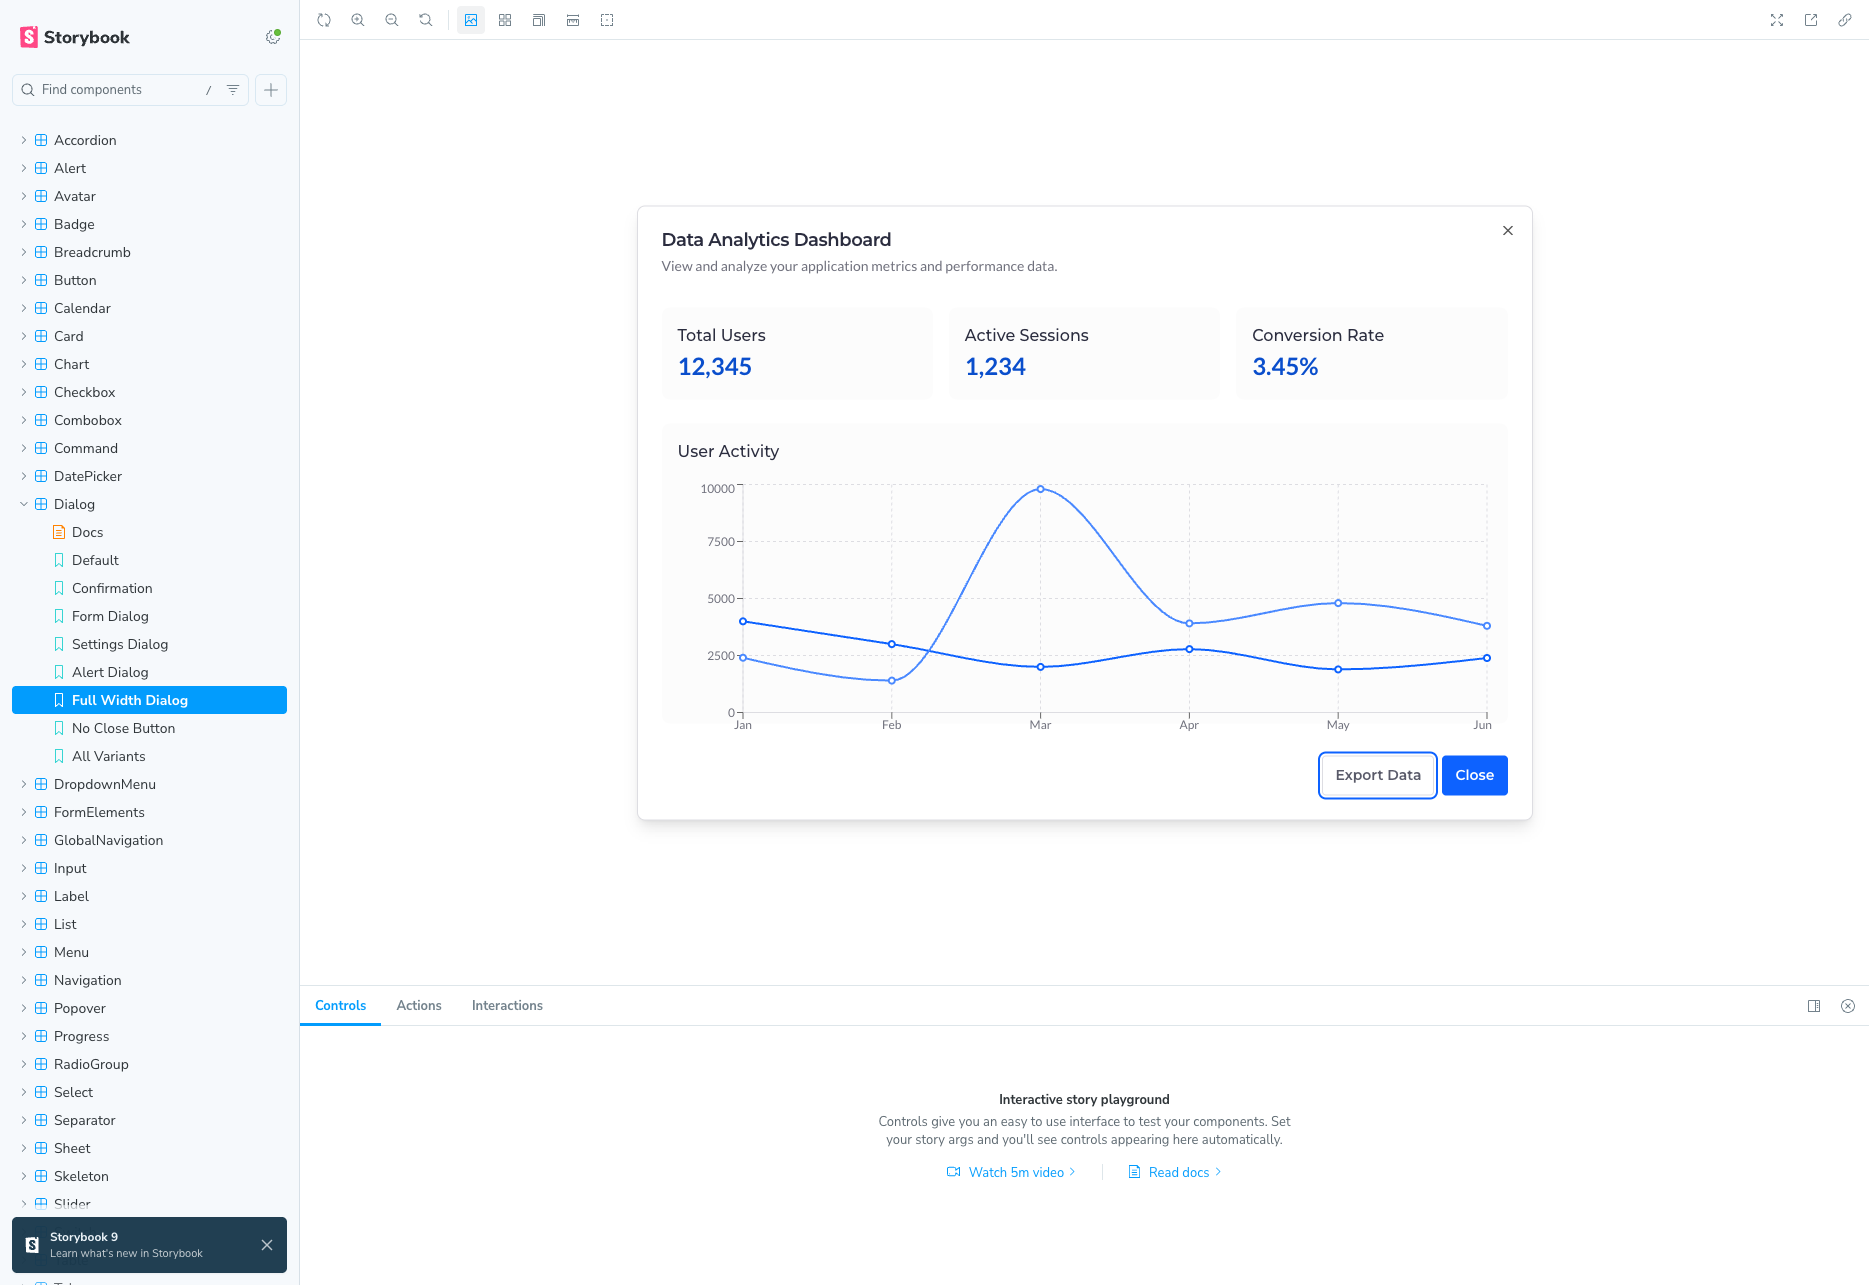 Storybook
Find components
/
Accordion
Alert
Avatar
Badge
Breadcrumb
Button
Calendar
Card
Chart
Checkbox
Combobox
Command
DatePicker
Dialog
Docs
Default
Confirmation
Form Dialog
Settings Dialog
Alert Dialog
Full Width Dialog
No Close Button
All Variants
DropdownMenu
FormElements
GlobalNavigation
Input
Label
List
Menu
Navigation
Popover
Progress
RadioGroup
Select
Separator
Sheet
Skeleton
Slider
Storybook 9
Learn what's new in Storybook
Data Analytics Dashboard
View and analyze your application metrics and performance data.
Total Users
12,345
Active Sessions
1,234
Conversion Rate
3.45%
User Activity
10000
7500
5000
2500
0
Jan Feb Mar Apr May Jun
Export Data
Close
Controls Actions Interactions
Interactive story playground
Controls give you an easy to use interface to test your components. Set
your story args and you'll see controls appearing here automatically.
Watch 5m video
Read docs